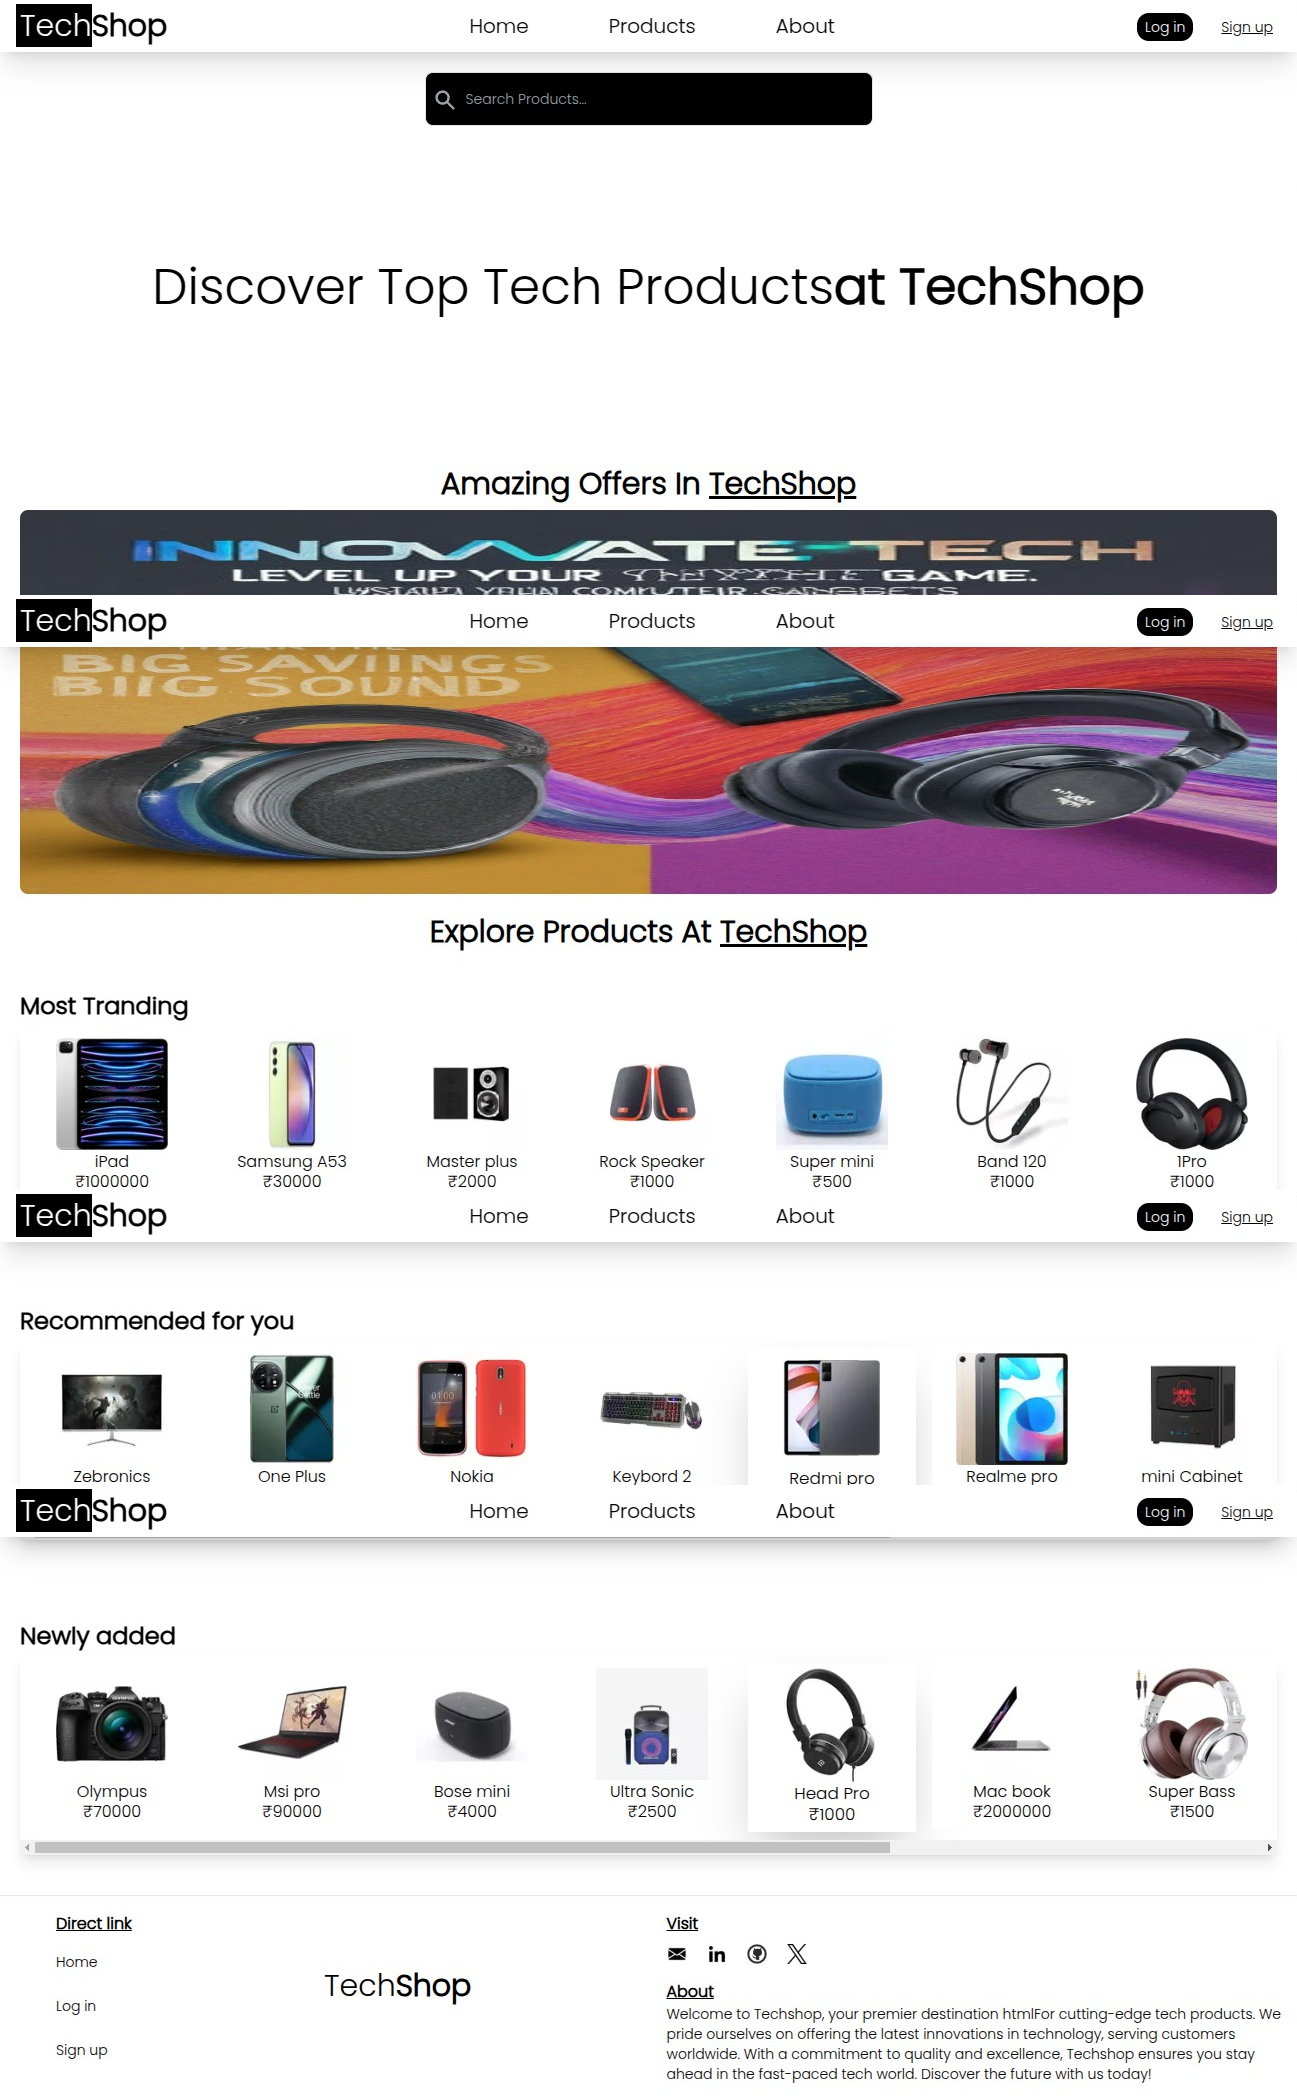 TechShop Home Products About Log in Sign up
Search Products...
Discover Top Tech Productsat TechShop
Amazing Offers In TechShop
INNOWATE TECH
LEVEL UP YOUR GAME.
TechShop Home Products About Log in Sign up
BIG SAVIINGS
BIIG SOUND
Explore Products At TechShop
Most Tranding
iPad Samsung A53 Master plus Rock Speaker Super mini Band 120 1Pro
₹1000000 ₹30000 ₹2000 ₹1000 ₹500 ₹1000 ₹1000
TechShop Home Products About Log in Sign up
Recommended for you
01:00
Zebronics One Plus Nokia Keybord 2 Redmi pro Realme pro mini Cabinet
TechShop Home Products About Log in Sign up
Newly added
OLYMPUS
Olympus Msi pro Bose mini Ultra Sonic Head Pro Mac book Super Bass
₹70000 ₹90000 ₹4000 ₹2500 ₹1000 ₹2000000 ₹1500
Direct link
Home
Log in
Sign up
TechShop
Visit
in
About
Welcome to Techshop, your premier destination htmlFor cutting-edge tech products. We
pride ourselves on offering the latest innovations in technology, serving customers
worldwide. With a commitment to quality and excellence, Techshop ensures you stay
ahead in the fast-paced tech world. Discover the future with us today!